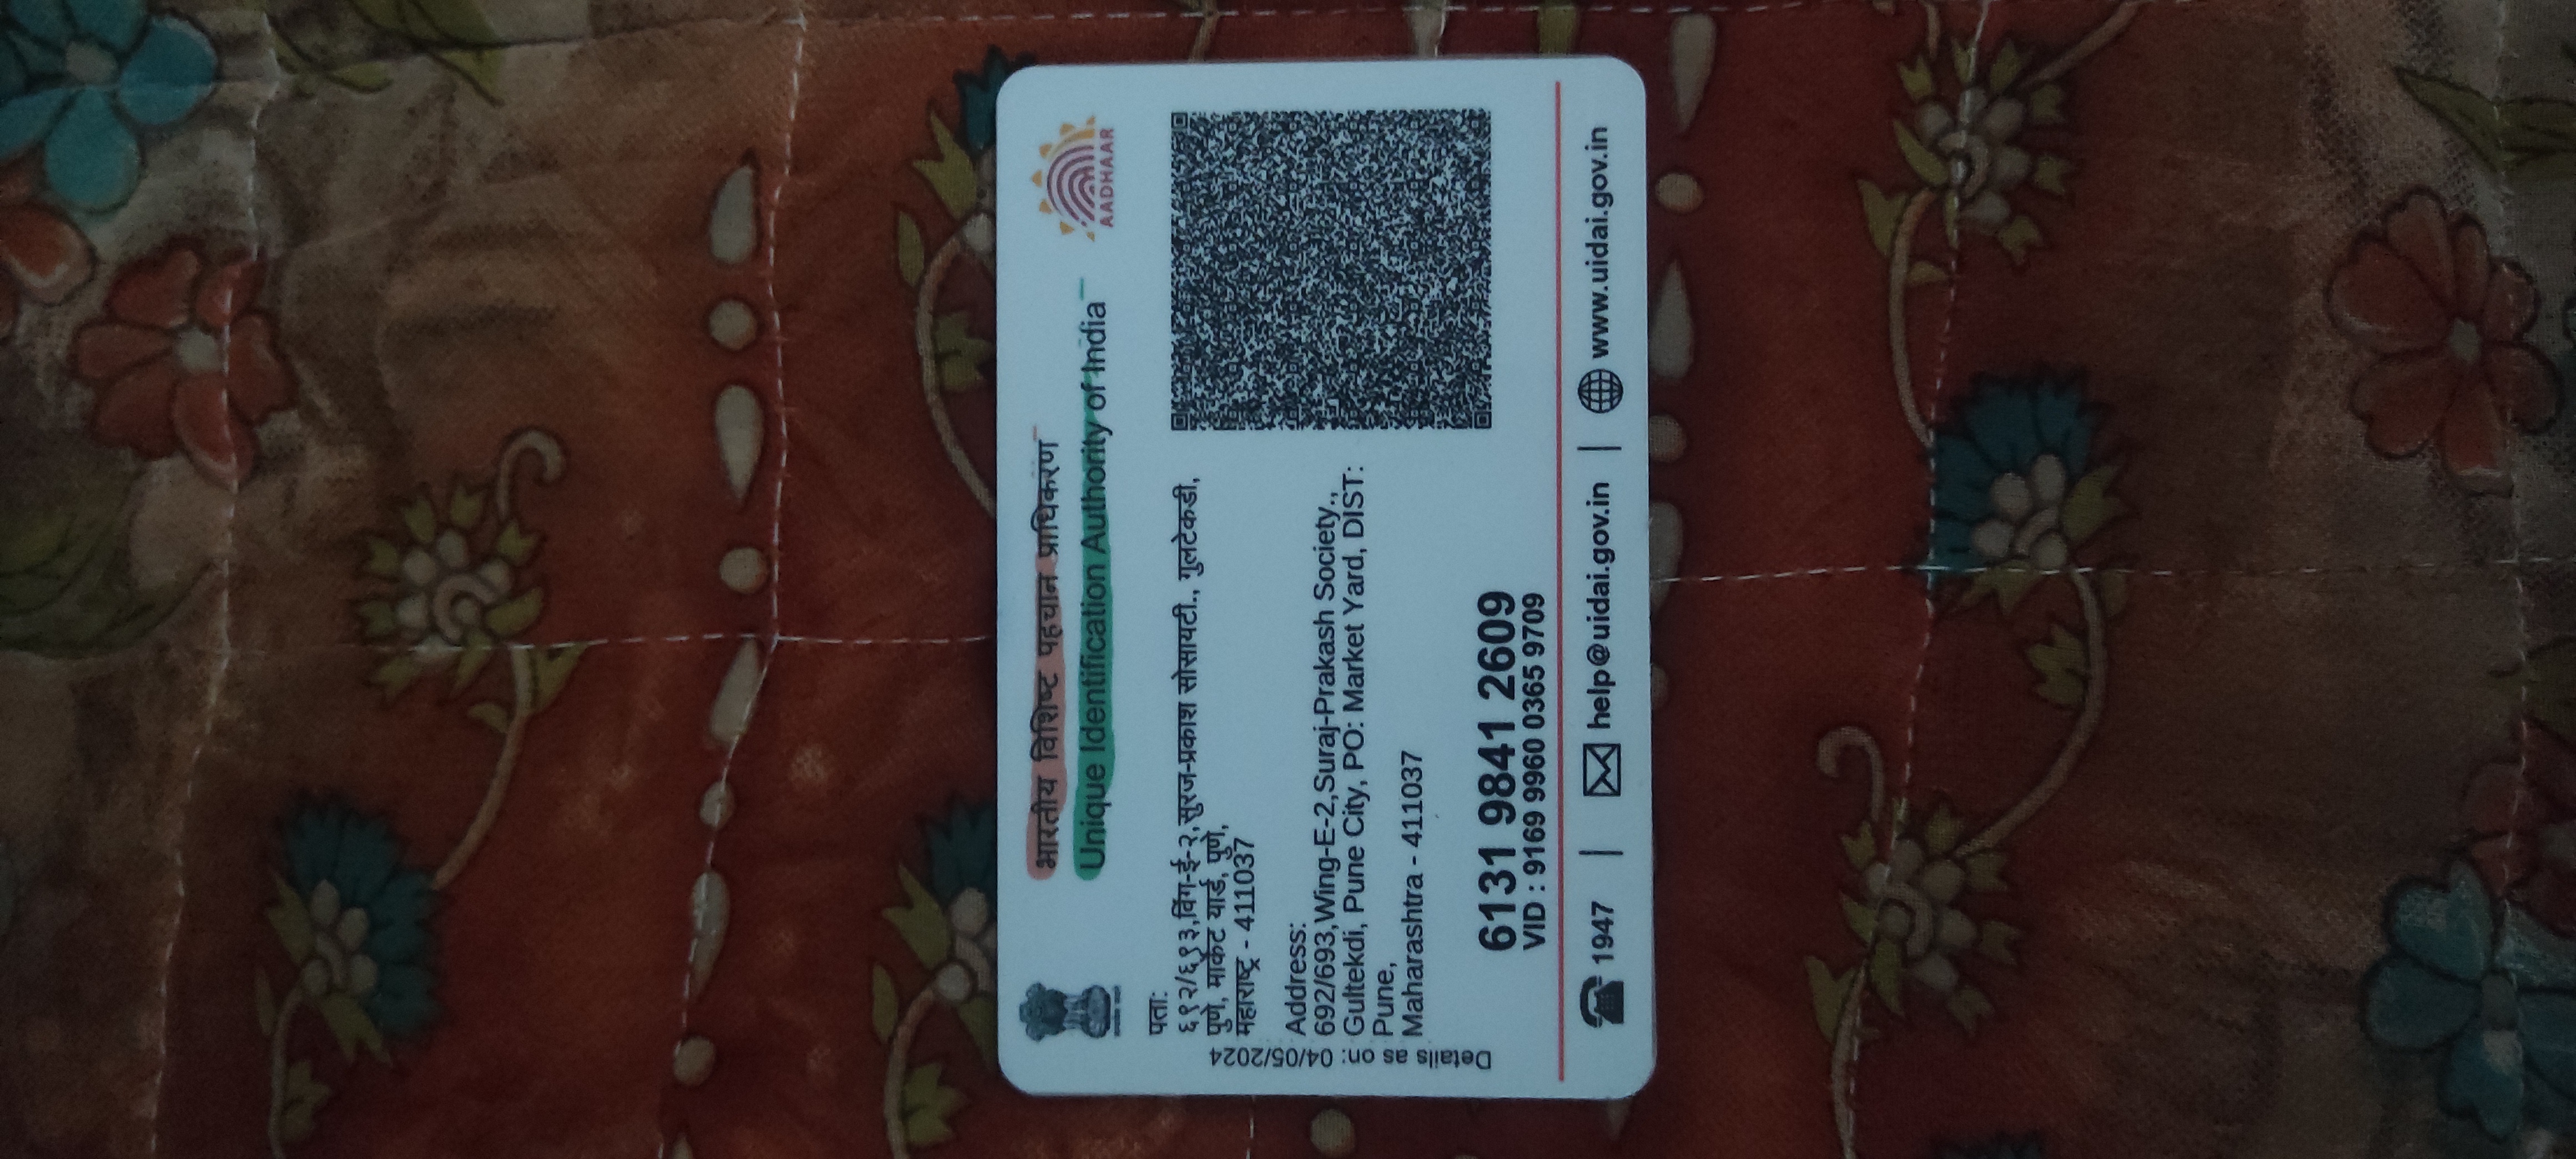 भारतीय विशिष्ट पहचान प्राधिकरण
Unique Identification Authority of India
AADHAAR
पता:
६९२/६९३,विंग-ई-२,सुरज-प्रकाश सोसायटी., गुलटेकडी,
पुणे, मार्केट यार्ड, पुणे,
महाराष्ट्र - 411037
Address:
692/693,Wing-E-2,Suraj-Prakash Society.,
Gultekdi, Pune City, PO: Market Yard, DIST:
Pune,
Maharashtra - 411037
Details as on: 04/05/2024
6131 9841 2609
VID : 9169 9960 0365 9709
1947 | help@uidai.gov.in | www.uidai.gov.in